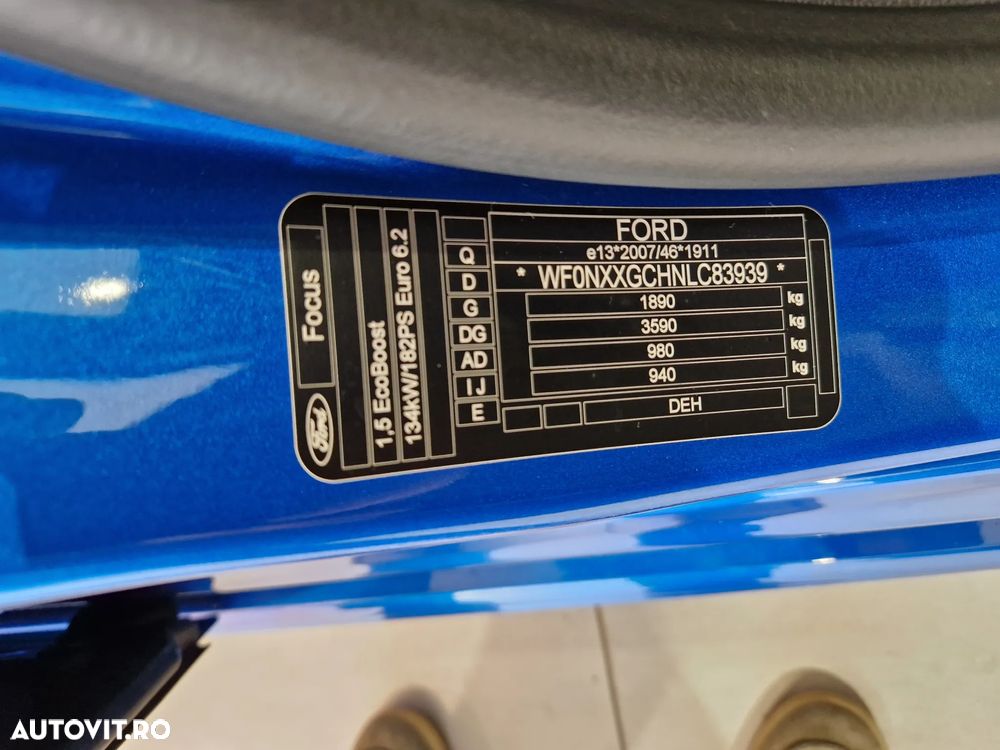 FORD
e13*2007/46*1911
* WF0NXXGCHNLC83939 *
1890 kg
3590 kg
980 kg
940 kg
DEH
Q
D
G
DG
AD
IJ
E
Ford
Focus
1,5 EcoBoost
134kW/182PS Euro 6.2
AUTOVIT.RO